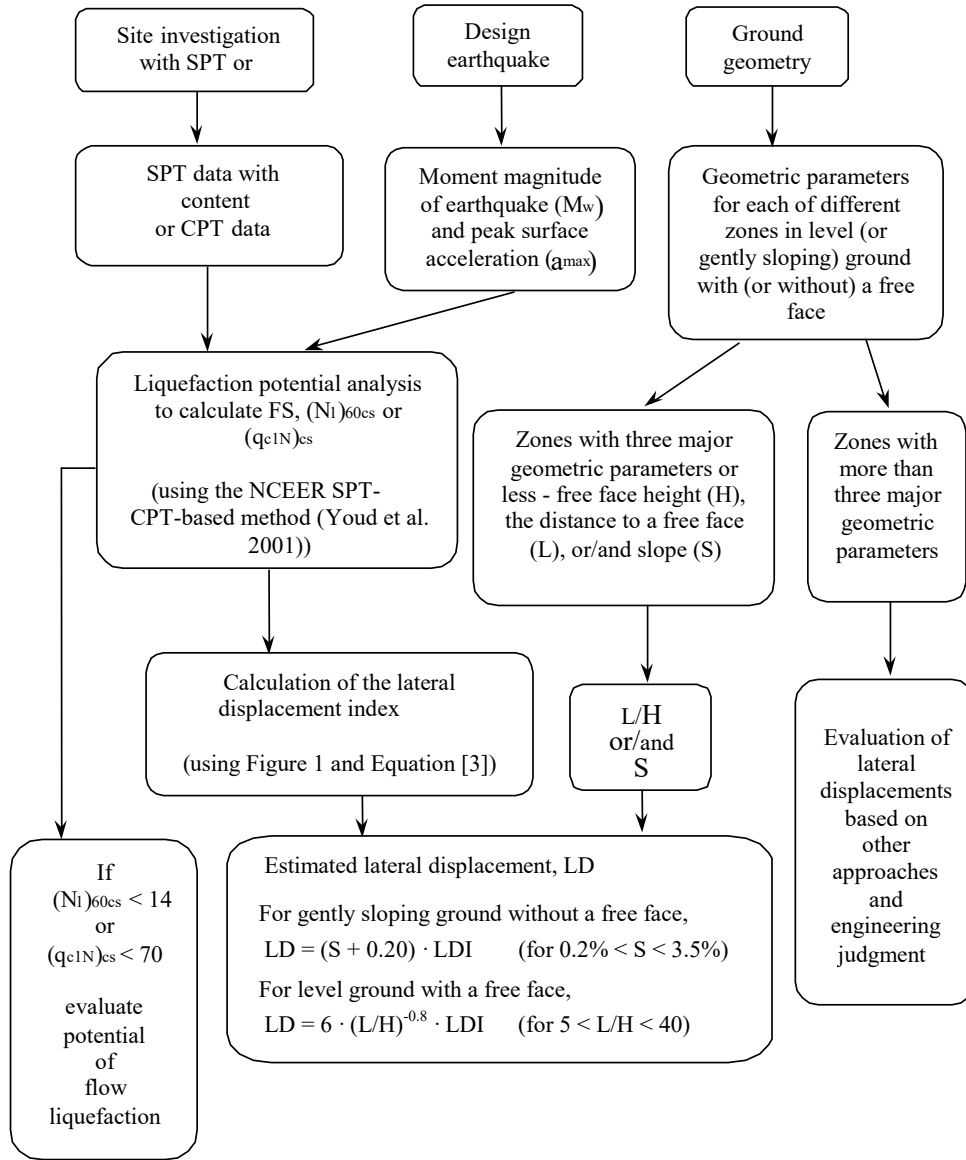 Site investigation
with SPT or
Design
earthquake
Ground
geometry
SPT data with
content
or CPT data
Moment magnitude
of earthquake (Mw)
and peak surface
acceleration (amax)
Geometric parameters
for each of different
zones in level (or
gently sloping) ground
with (or without) a free
face
Liquefaction potential analysis
to calculate FS, (N1)60cs or
(qc1N)cs
(using the NCEER SPT-
CPT-based method (Youd et al.
2001))
Zones with three major
geometric parameters or
less - free face height (H),
the distance to a free face
(L), or/and slope (S)
Zones with
more than
three major
geometric
parameters
Calculation of the lateral
displacement index
(using Figure 1 and Equation [3])
L/H
or/and
S
Evaluation of
lateral
displacements
based on
other
approaches
and
engineering
judgment
If
(N1)60cs < 14
or
(qc1N)cs < 70
evaluate
potential
of
flow
liquefaction
Estimated lateral displacement, LD
For gently sloping ground without a free face,
LD = (S + 0.20) · LDI (for 0.2% < S < 3.5%)
For level ground with a free face,
LD = 6 · (L/H)^-0.8 · LDI (for 5 < L/H < 40)